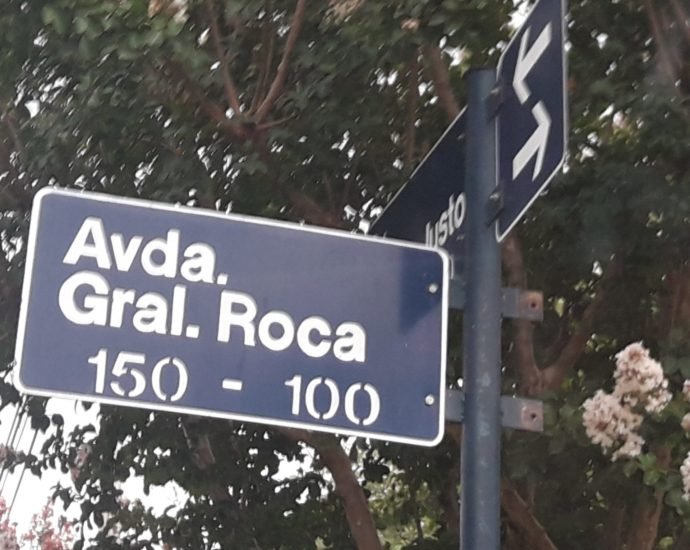 Avda.
Gral. Roca
150 - 100
Justo